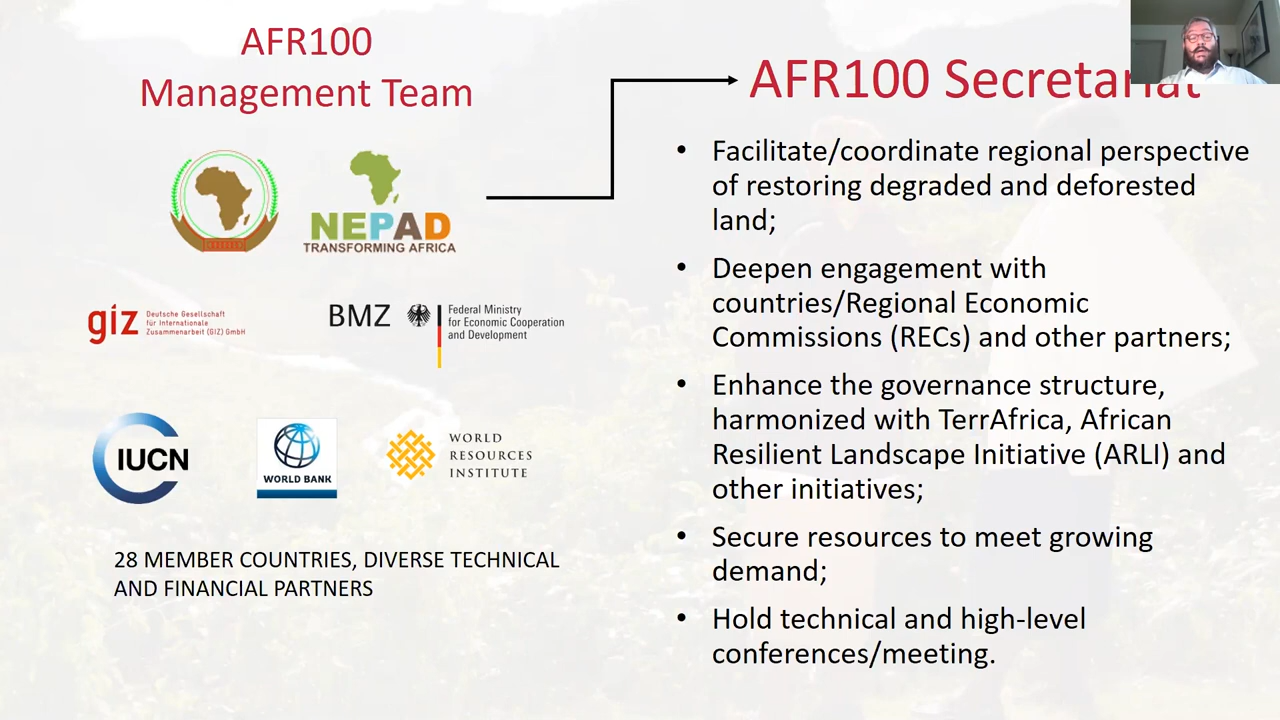 AFR100
Management Team
NEPAD
TRANSFORMING AFRICA
giz
Deutsche Gesellschaft
für Internationale
Zusammenarbeit (GIZ) GmbH
BMZ
Federal Ministry
for Economic Cooperation
and Development
IUCN
WORLD BANK
WORLD
RESOURCES
INSTITUTE
28 MEMBER COUNTRIES, DIVERSE TECHNICAL
AND FINANCIAL PARTNERS
AFR100 Secretariat
• Facilitate/coordinate regional perspective
of restoring degraded and deforested
land;
• Deepen engagement with
countries/Regional Economic
Commissions (RECs) and other partners;
• Enhance the governance structure,
harmonized with TerrAfrica, African
Resilient Landscape Initiative (ARLI) and
other initiatives;
• Secure resources to meet growing
demand;
• Hold technical and high-level
conferences/meeting.